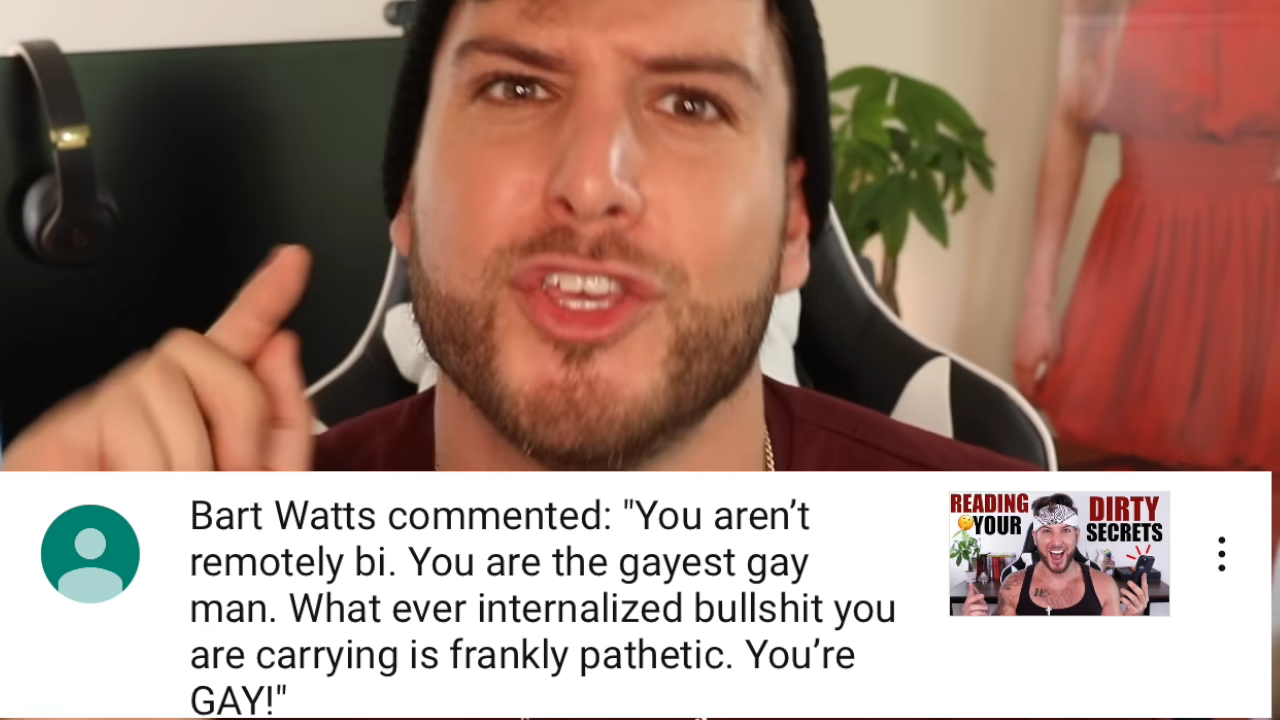 Bart Watts commented: "You aren’t
remotely bi. You are the gayest gay
man. What ever internalized bullshit you
are carrying is frankly pathetic. You’re
GAY!"
READING DIRTY
YOUR SECRETS